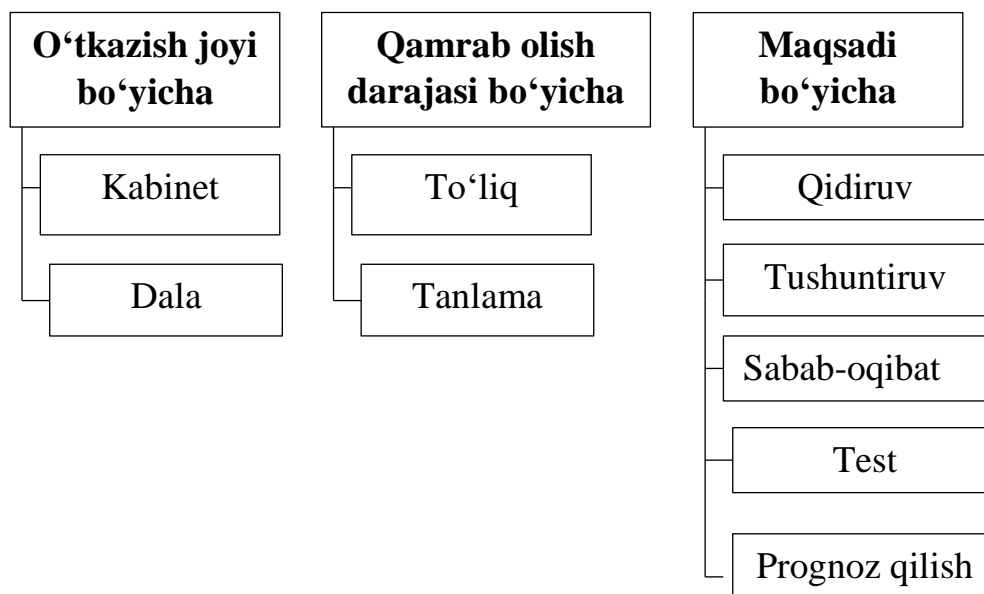 O‘tkazish joyi
bo‘yicha
Kabinet
Dala
Qamrab olish
darajasi bo‘yicha
To‘liq
Tanlama
Maqsadi
bo‘yicha
Qidiruv
Tushuntiruv
Sabab-oqibat
Test
Prognoz qilish